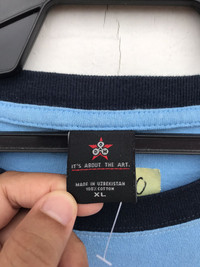 IT'S ABOUT THE ART.
MADE IN UZBEKISTAN
100% COTTON
XL